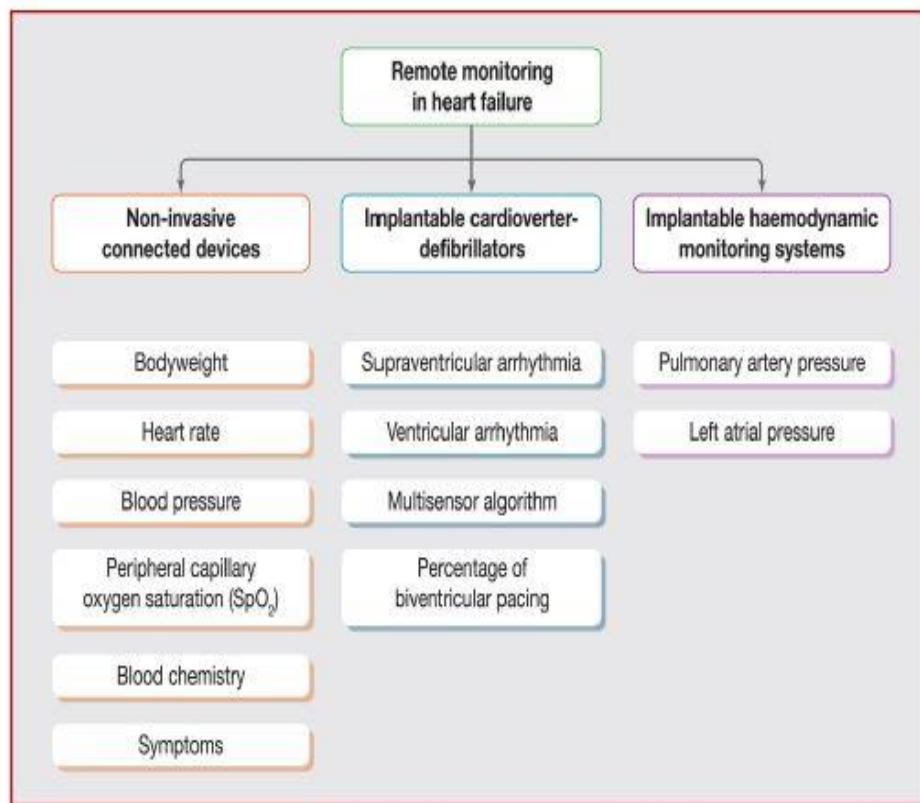 Remote monitoring
in heart failure
Non-invasive
connected devices
Implantable cardioverter-
defibrillators
Implantable haemodynamic
monitoring systems
Bodyweight
Heart rate
Blood pressure
Peripheral capillary
oxygen saturation (SpO₂)
Blood chemistry
Symptoms
Supraventricular arrhythmia
Ventricular arrhythmia
Multisensor algorithm
Percentage of
biventricular pacing
Pulmonary artery pressure
Left atrial pressure